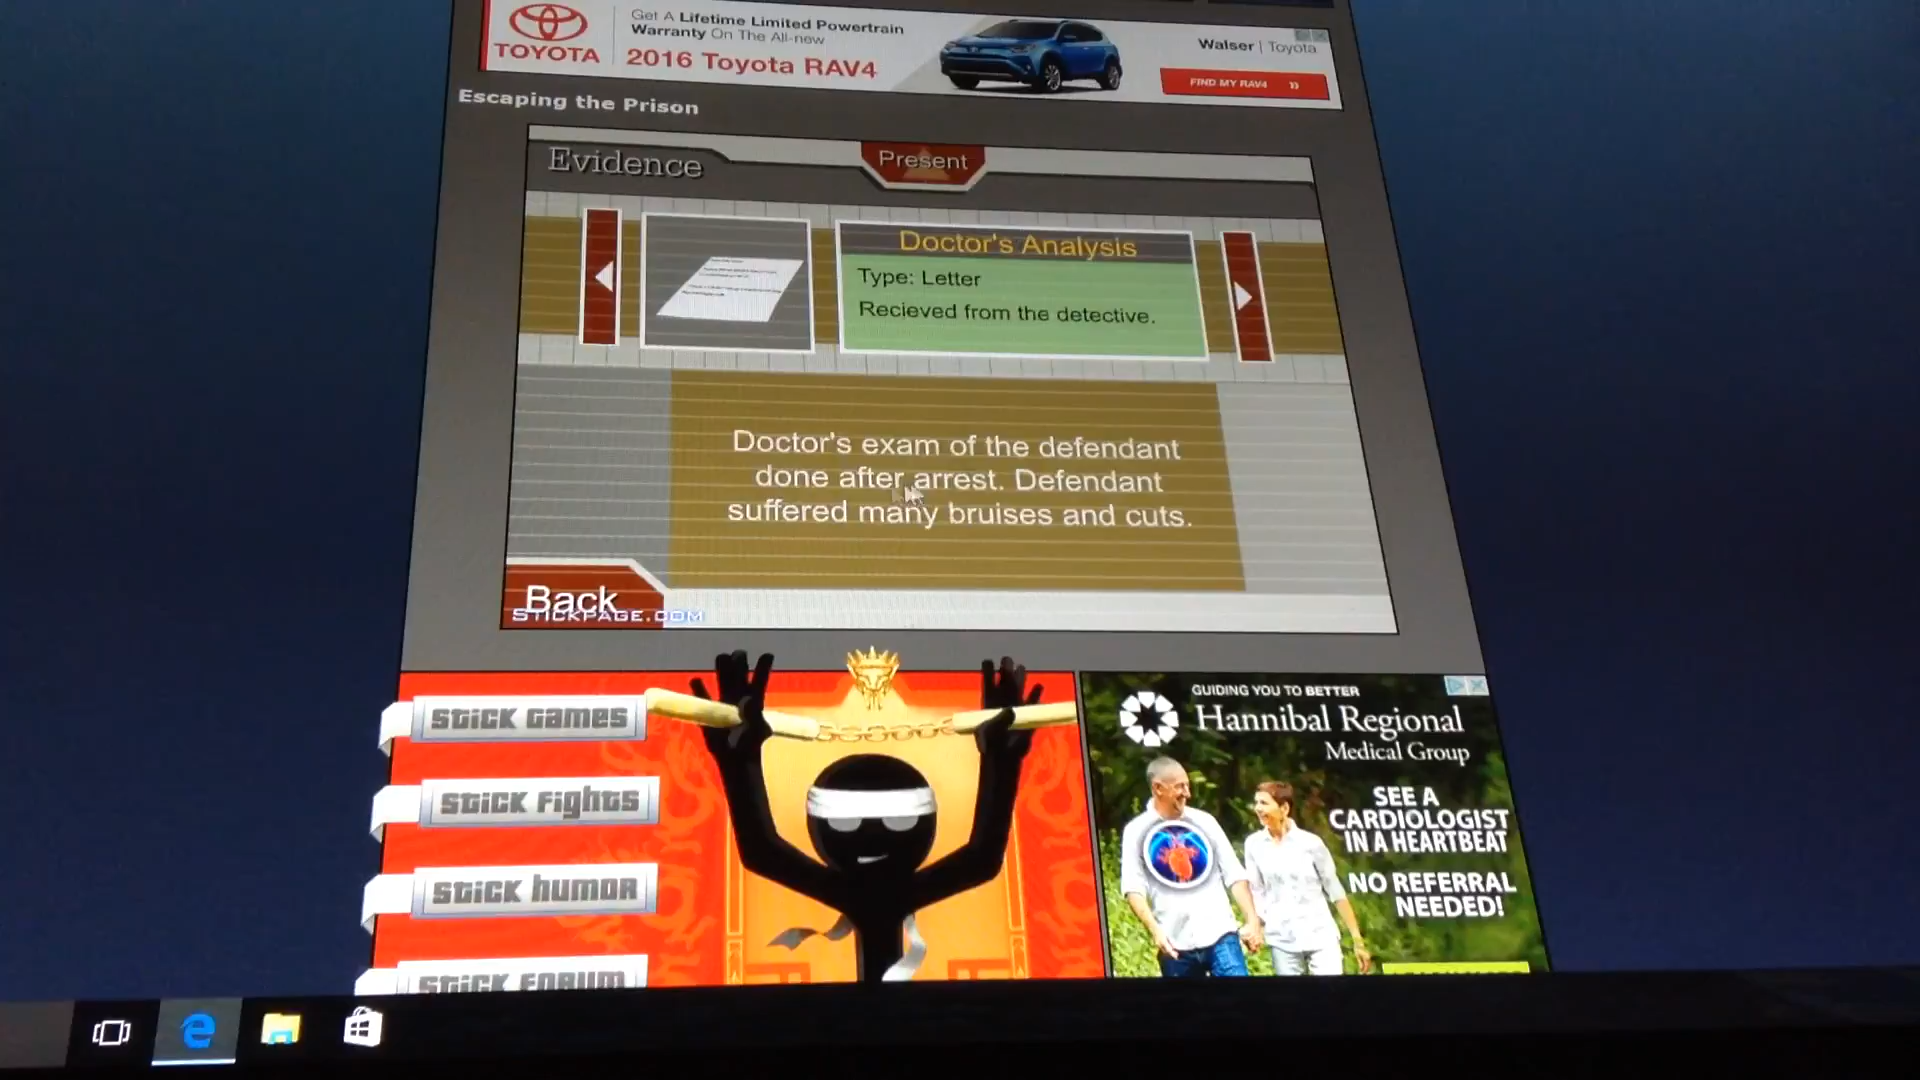 Get A Lifetime Limited Powertrain
Warranty On The All-new
TOYOTA
2016 Toyota RAV4
Walser | Toyota
FIND MY RAV4
Escaping the Prison
Evidence
Present
Doctor's Analysis
Type: Letter
Recieved from the detective.
Doctor's exam of the defendant
done after arrest. Defendant
suffered many bruises and cuts.
Back
STICKPAGE.COM
STICK GAMES
STICK FIGHTS
STICK HUMOR
STICK FORUM
GUIDING YOU TO BETTER
Hannibal Regional
Medical Group
SEE A
CARDIOLOGIST
IN A HEARTBEAT
NO REFERRAL
NEEDED!